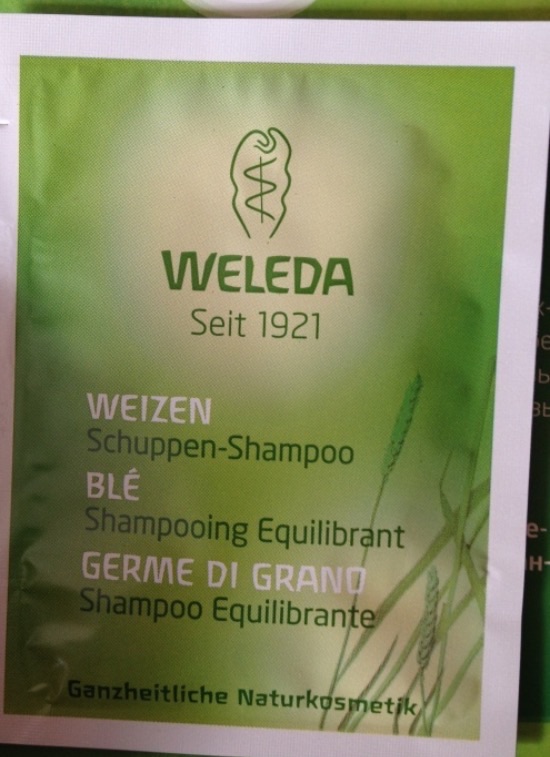 WELEDA
Seit 1921
WEIZEN
Schuppen-Shampoo
BLÉ
Shampooing Equilibrant
GERME DI GRANO
Shampoo Equilibrante
Ganzheitliche Naturkosmetik